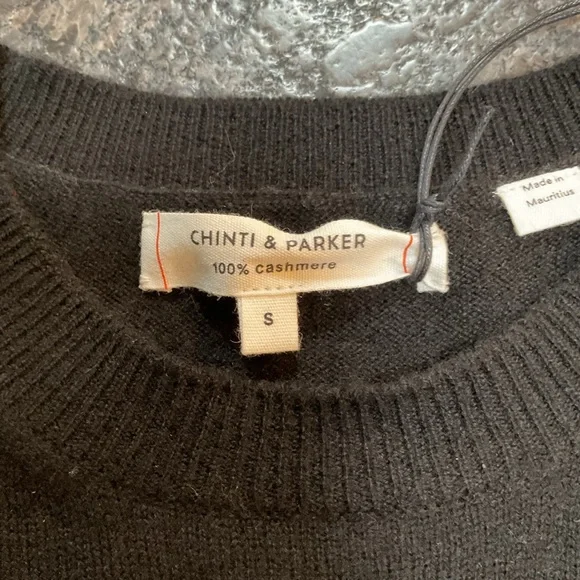 CHINTI & PARKER
100% cashmere
S
Made in
Mauritius